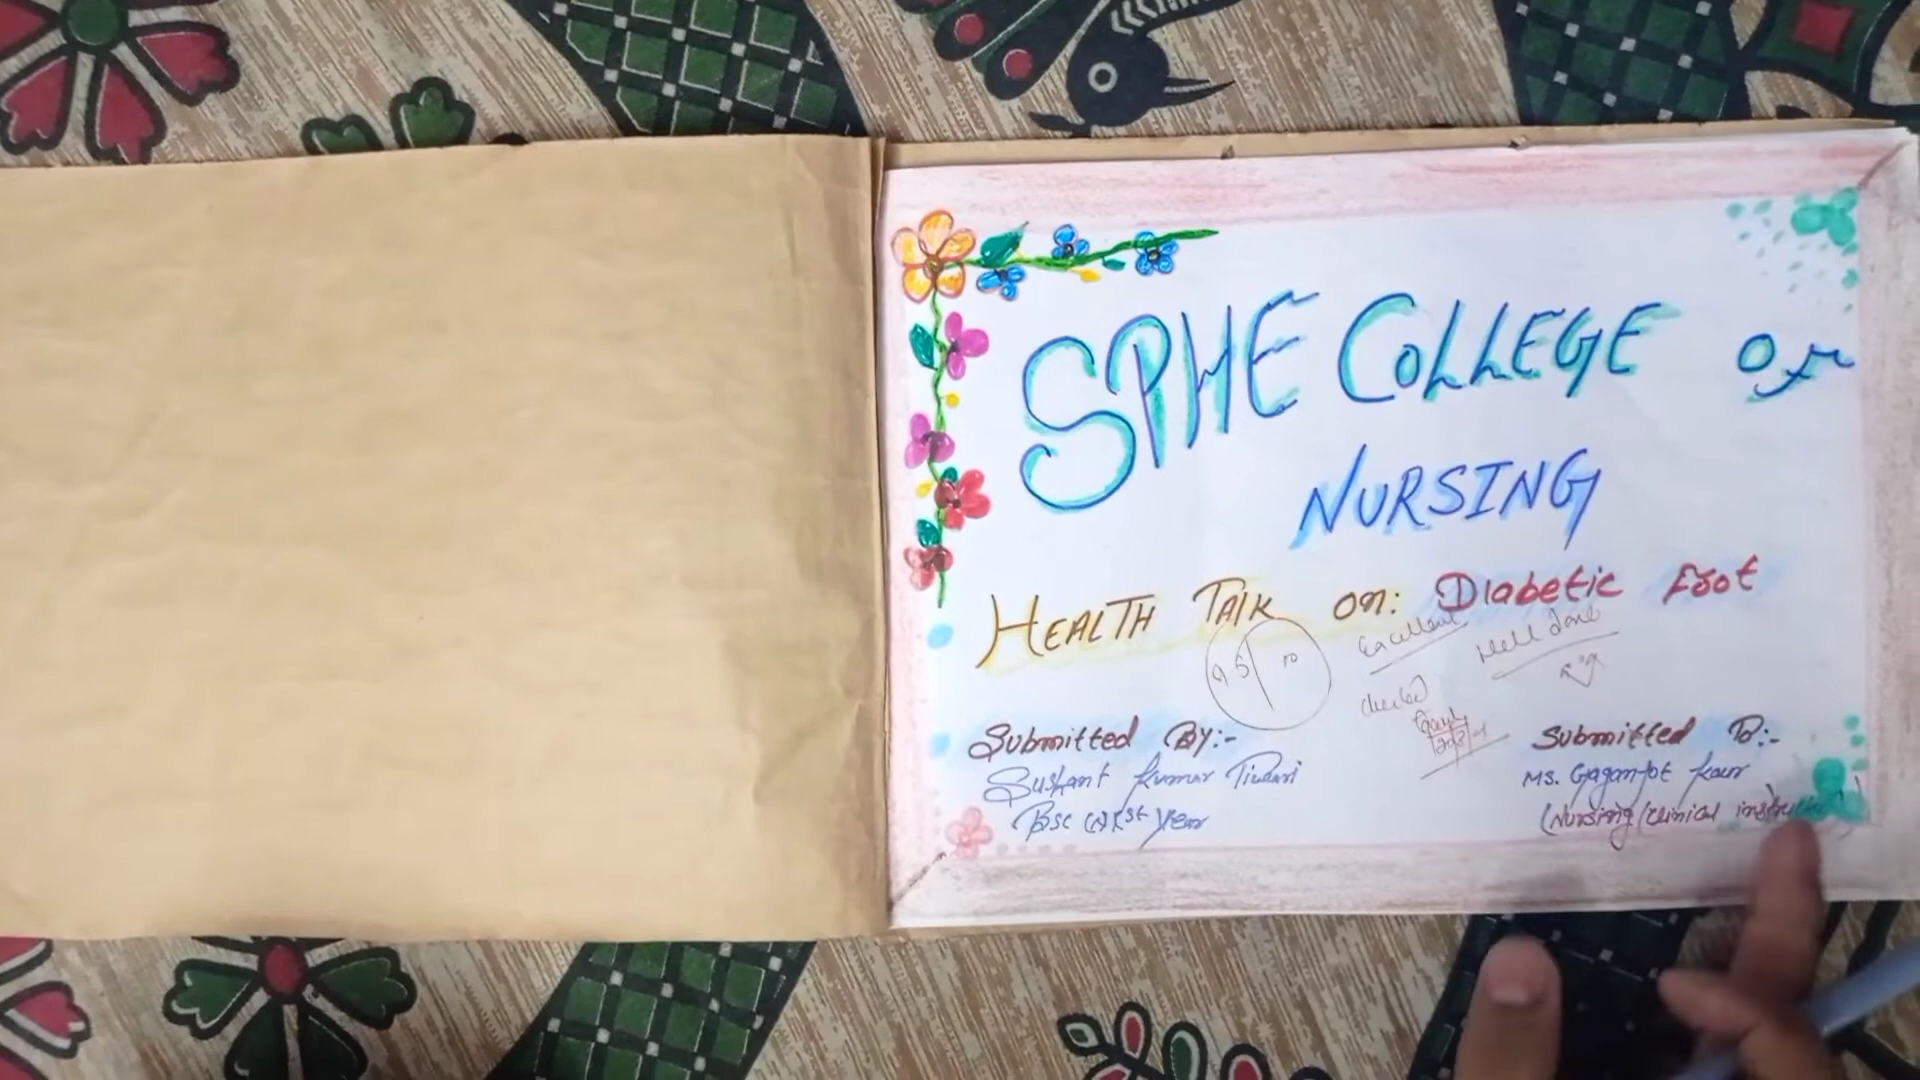 SPHE COLLEGE OF
NURSING
HEALTH TALK ON: Diabetic Foot
Excellent Well done
9.5 10
checked
Submitted By:-
Sushant Kumar Tiwari
Bsc (N) 1st Year
Submitted To:-
Ms. Gaganjot Kaur
(Nursing/clinical instructor)